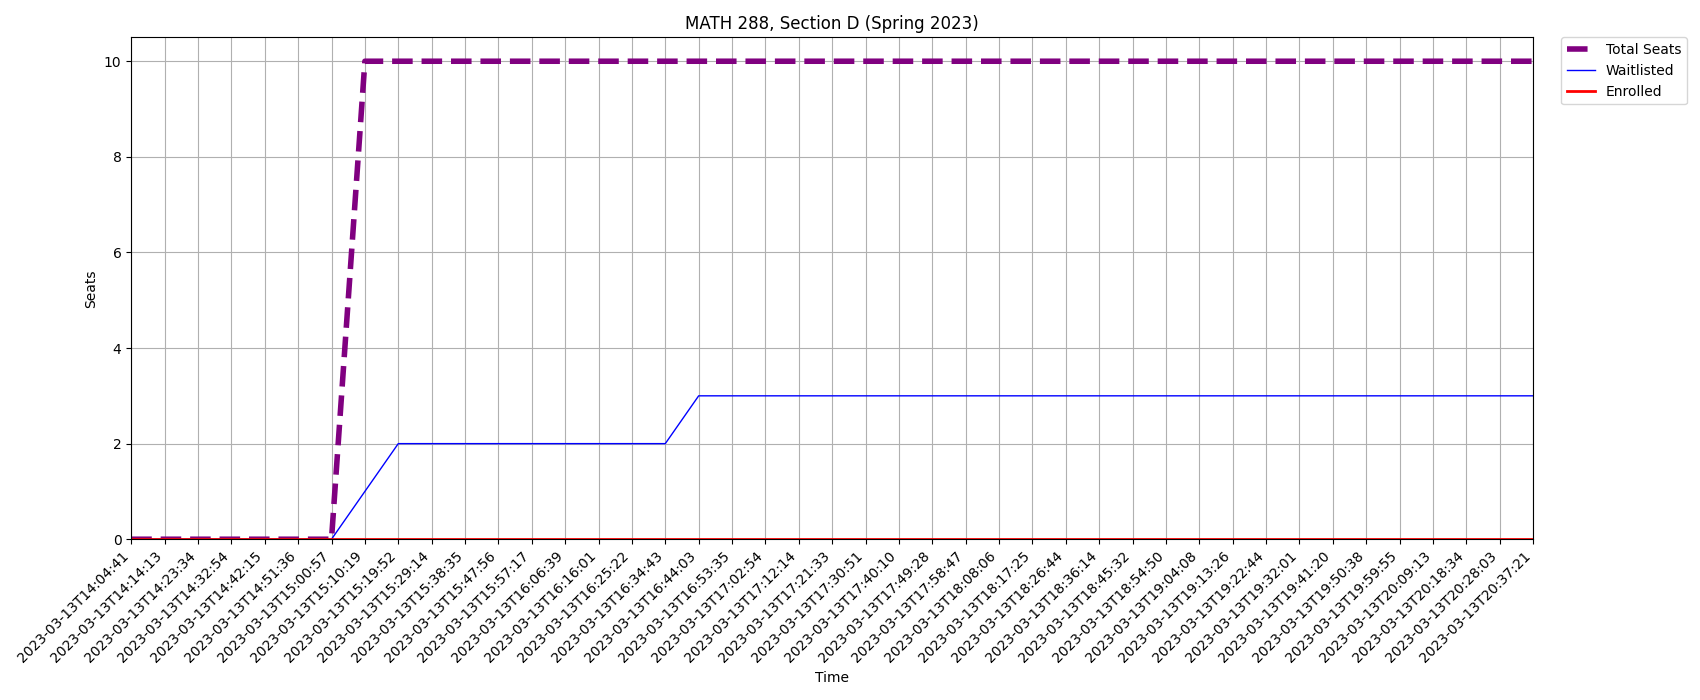 MATH 288, Section D (Spring 2023)
Total Seats
Waitlisted
Enrolled
Seats
10
8
6
4
2
0
2023-03-13T14:04:41
2023-03-13T14:14:13
2023-03-13T14:23:34
2023-03-13T14:32:54
2023-03-13T14:42:15
2023-03-13T14:51:36
2023-03-13T15:00:57
2023-03-13T15:10:19
2023-03-13T15:19:52
2023-03-13T15:29:14
2023-03-13T15:38:35
2023-03-13T15:47:56
2023-03-13T15:57:17
2023-03-13T16:06:39
2023-03-13T16:16:01
2023-03-13T16:25:22
2023-03-13T16:34:43
2023-03-13T16:44:03
2023-03-13T16:53:35
2023-03-13T17:02:54
2023-03-13T17:12:14
2023-03-13T17:21:33
2023-03-13T17:30:51
2023-03-13T17:40:10
2023-03-13T17:49:28
2023-03-13T17:58:47
2023-03-13T18:08:06
2023-03-13T18:17:25
2023-03-13T18:26:44
2023-03-13T18:36:14
2023-03-13T18:45:32
2023-03-13T18:54:50
2023-03-13T19:04:08
2023-03-13T19:13:26
2023-03-13T19:22:44
2023-03-13T19:32:01
2023-03-13T19:41:20
2023-03-13T19:50:38
2023-03-13T19:59:55
2023-03-13T20:09:13
2023-03-13T20:18:34
2023-03-13T20:28:03
2023-03-13T20:37:21
Time